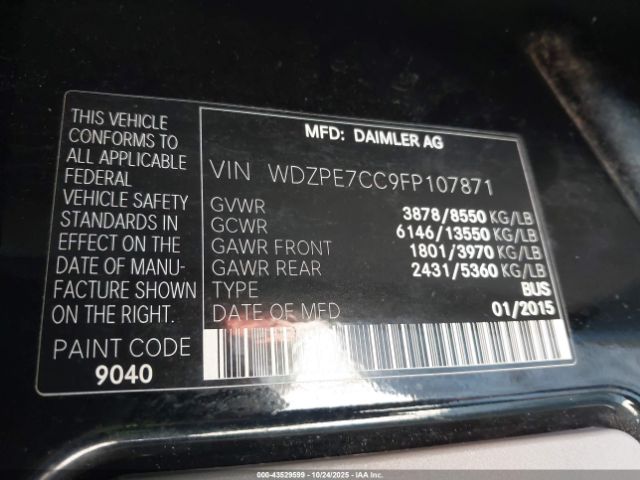 THIS VEHICLE
CONFORMS TO
ALL APPLICABLE
FEDERAL
VEHICLE SAFETY
STANDARDS IN
EFFECT ON THE
DATE OF MANU-
FACTURE SHOWN
ON THE RIGHT.
PAINT CODE
9040
MFD: DAIMLER AG
VIN WDZPE7CC9FP107871
GVWR 3878/8550 KG/LB
GCWR 6146/13550 KG/LB
GAWR FRONT 1801/3970 KG/LB
GAWR REAR 2431/5360 KG/LB
TYPE BUS
DATE OF MFD 01/2015
000-43529599 - 10/24/2025 - IAAI.COM